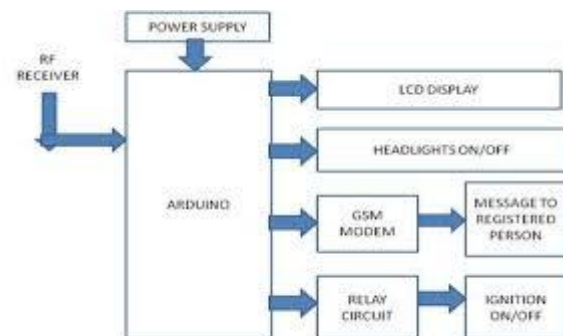 POWER SUPPLY
RF
RECEIVER
LCD DISPLAY
HEADLIGHTS ON/OFF
ARDUINO
GSM
MODEM
MESSAGE TO
REGISTERED
PERSON
RELAY
CIRCUIT
IGNITION
ON/OFF